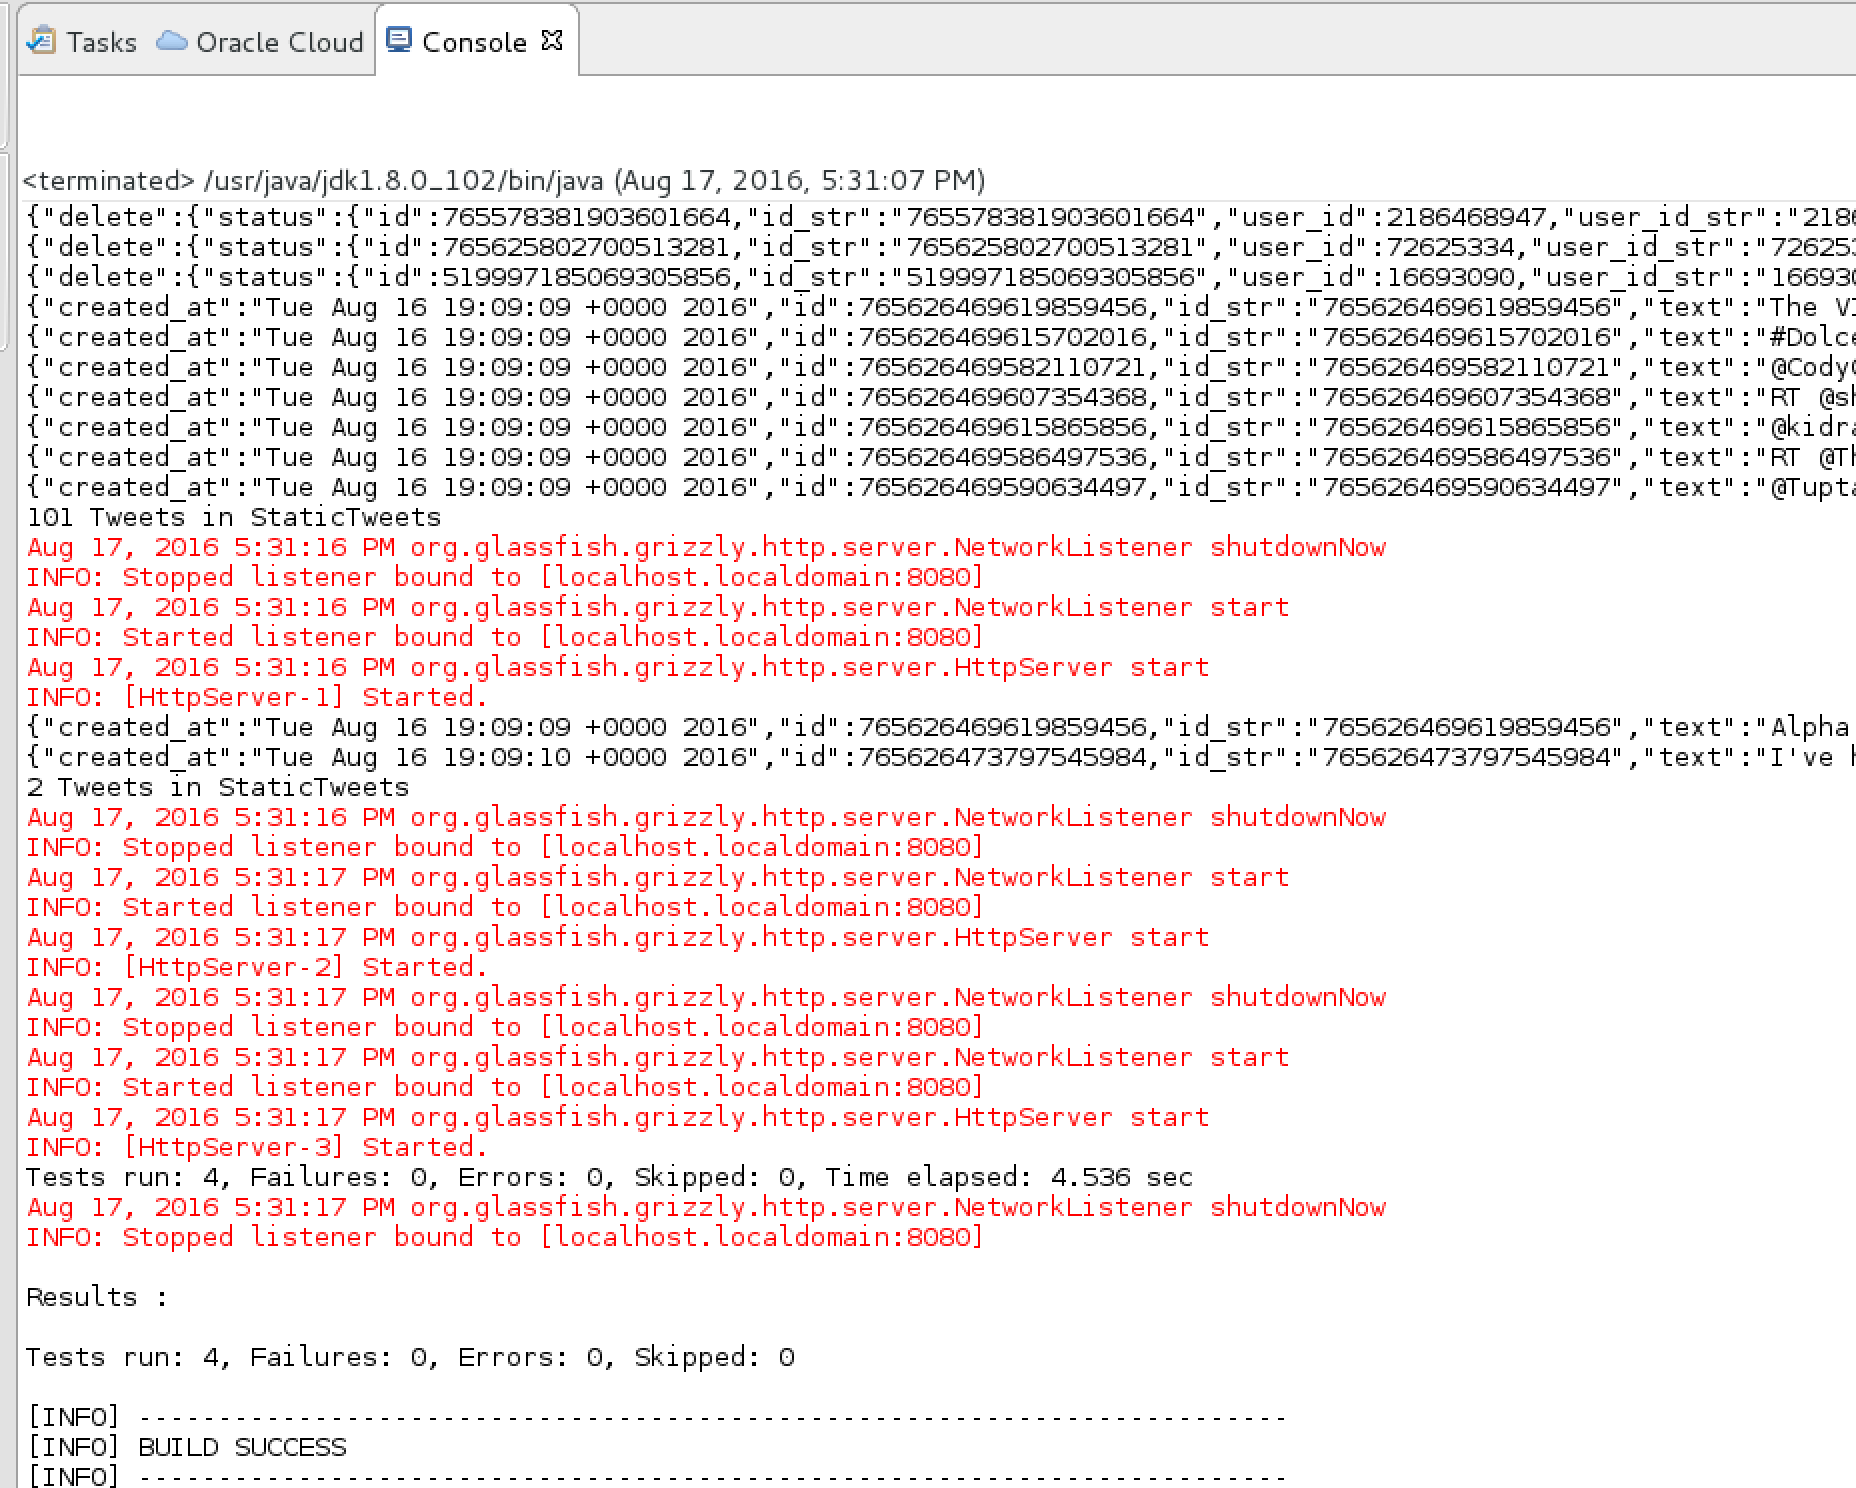 Tasks Oracle Cloud Console
<terminated> /usr/java/jdk1.8.0_102/bin/java (Aug 17, 2016, 5:31:07 PM)
{"delete":{"status":{"id":765578381903601664,"id_str":"765578381903601664","user_id":2186468947,"user_id_str":"218
{"delete":{"status":{"id":765625802700513281,"id_str":"765625802700513281","user_id":72625334,"user_id_str":"72625
{"delete":{"status":{"id":519997185069305856,"id_str":"519997185069305856","user_id":16693090,"user_id_str":"16693
{"created_at":"Tue Aug 16 19:09:09 +0000 2016","id":765626469619859456,"id_str":"765626469619859456","text":"The V
{"created_at":"Tue Aug 16 19:09:09 +0000 2016","id":765626469615702016,"id_str":"765626469615702016","text":"#Dolce
{"created_at":"Tue Aug 16 19:09:09 +0000 2016","id":765626469582110721,"id_str":"765626469582110721","text":"@Cody
{"created_at":"Tue Aug 16 19:09:09 +0000 2016","id":765626469607354368,"id_str":"765626469607354368","text":"RT @sh
{"created_at":"Tue Aug 16 19:09:09 +0000 2016","id":765626469615865856,"id_str":"765626469615865856","text":"@kidra
{"created_at":"Tue Aug 16 19:09:09 +0000 2016","id":765626469586497536,"id_str":"765626469586497536","text":"RT @Th
{"created_at":"Tue Aug 16 19:09:09 +0000 2016","id":765626469590634497,"id_str":"765626469590634497","text":"@Tupta
101 Tweets in StaticTweets
Aug 17, 2016 5:31:16 PM org.glassfish.grizzly.http.server.NetworkListener shutdownNow
INFO: Stopped listener bound to [localhost.localdomain:8080]
Aug 17, 2016 5:31:16 PM org.glassfish.grizzly.http.server.NetworkListener start
INFO: Started listener bound to [localhost.localdomain:8080]
Aug 17, 2016 5:31:16 PM org.glassfish.grizzly.http.server.HttpServer start
INFO: [HttpServer-1] Started.
{"created_at":"Tue Aug 16 19:09:09 +0000 2016","id":765626469619859456,"id_str":"765626469619859456","text":"Alpha
{"created_at":"Tue Aug 16 19:09:10 +0000 2016","id":765626473797545984,"id_str":"765626473797545984","text":"I've h
2 Tweets in StaticTweets
Aug 17, 2016 5:31:16 PM org.glassfish.grizzly.http.server.NetworkListener shutdownNow
INFO: Stopped listener bound to [localhost.localdomain:8080]
Aug 17, 2016 5:31:17 PM org.glassfish.grizzly.http.server.NetworkListener start
INFO: Started listener bound to [localhost.localdomain:8080]
Aug 17, 2016 5:31:17 PM org.glassfish.grizzly.http.server.HttpServer start
INFO: [HttpServer-2] Started.
Aug 17, 2016 5:31:17 PM org.glassfish.grizzly.http.server.NetworkListener shutdownNow
INFO: Stopped listener bound to [localhost.localdomain:8080]
Aug 17, 2016 5:31:17 PM org.glassfish.grizzly.http.server.NetworkListener start
INFO: Started listener bound to [localhost.localdomain:8080]
Aug 17, 2016 5:31:17 PM org.glassfish.grizzly.http.server.HttpServer start
INFO: [HttpServer-3] Started.
Tests run: 4, Failures: 0, Errors: 0, Skipped: 0, Time elapsed: 4.536 sec
Aug 17, 2016 5:31:17 PM org.glassfish.grizzly.http.server.NetworkListener shutdownNow
INFO: Stopped listener bound to [localhost.localdomain:8080]
Results :
Tests run: 4, Failures: 0, Errors: 0, Skipped: 0
[INFO] ------------------------------------------------------------------------
[INFO] BUILD SUCCESS
[INFO] ------------------------------------------------------------------------